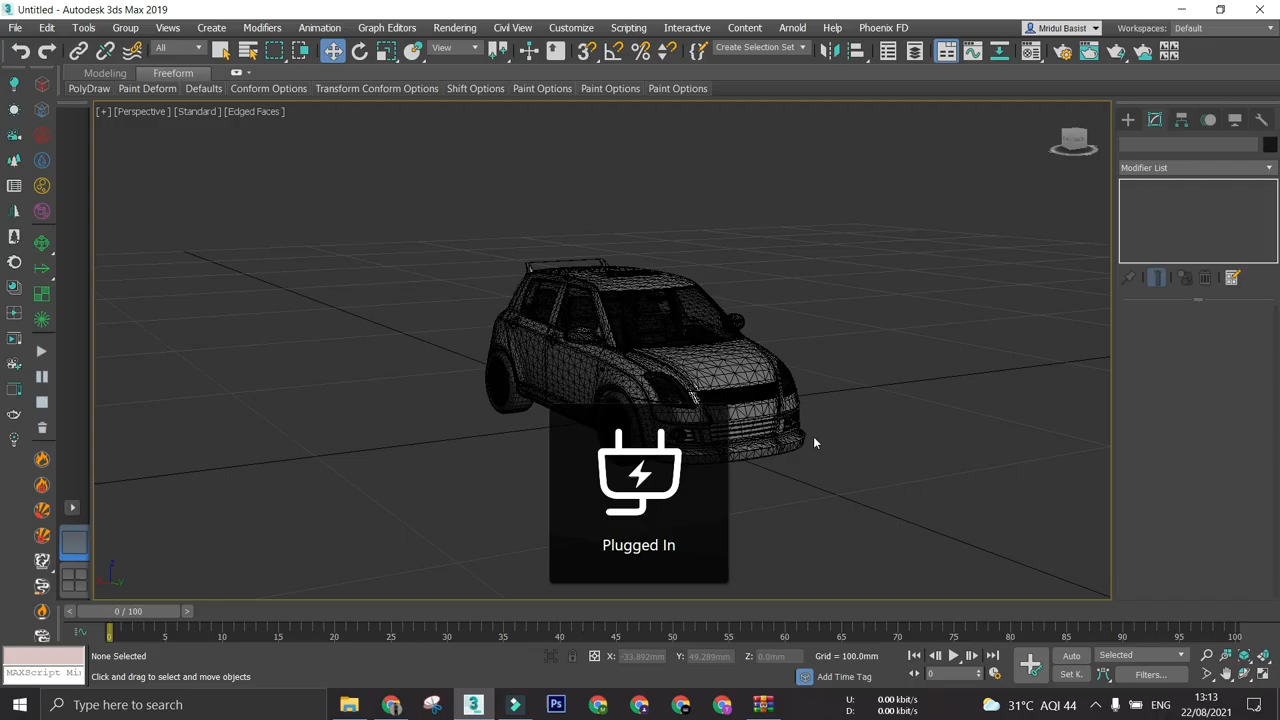 Untitled - Autodesk 3ds Max 2019
File Edit Tools Group Views Create Modifiers Animation Graph Editors Rendering Civil View Customize Scripting Interactive Content Arnold Help Phoenix FD Mridul Basist Workspaces: Default
All View Create Selection Set
Modeling Freeform
PolyDraw Paint Deform Defaults Conform Options Transform Conform Options Shift Options Paint Options Paint Options Paint Options
[+] [Perspective ] [Standard ] [Edged Faces ]
Modifier List
Plugged In
< 0 / 100 >
0 5 10 15 20 25 30 35 40 45 50 55 60 65 70 75 80 85 90 95 100
None Selected X: -33.892mm Y: 49.289mm Z: 0.0mm Grid = 100.0mm Auto Selected
MAXScript Mi Click and drag to select and move objects Add Time Tag 0 Set K. Filters...
Type here to search U: 0.00 kbit/s 31°C AQI 44 ENG 13:13
D: 0.00 kbit/s 22/08/2021